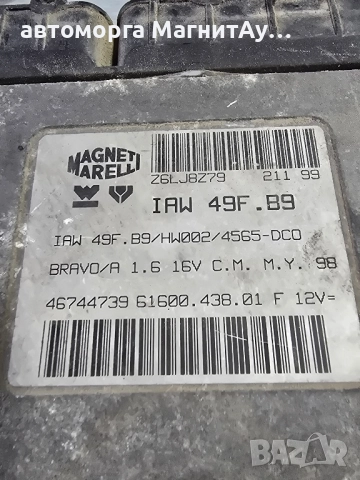 автоморга МагнитАу...
MAGNETI
MARELLI
Z6LJ8Z79 211 99
IAW 49F.B9
IAW 49F.B9/HW002/4565-DCO
BRAVO/A 1.6 16V C.M. M.Y. 98
46744739 61600.438.01 F 12V=
BAZAR